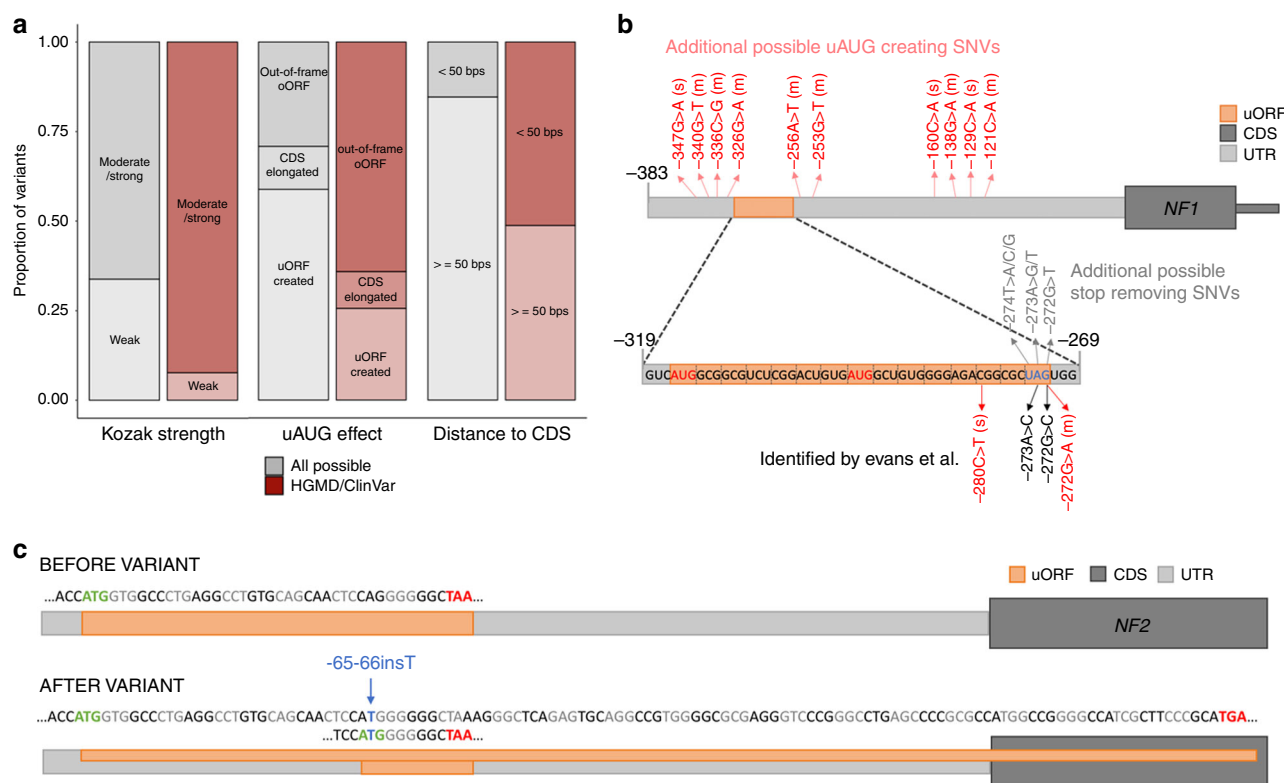 a
Proportion of variants
1.00
0.75
0.50
0.25
0.00
Moderate
/strong
Weak
Moderate
/strong
Weak
Out-of-frame
oORF
CDS
elongated
uORF
created
out-of-frame
oORF
CDS
elongated
uORF
created
< 50 bps
> = 50 bps
< 50 bps
> = 50 bps
Kozak strength
uAUG effect
Distance to CDS
All possible
HGMD/ClinVar
b
Additional possible uAUG creating SNVs
−347G>A (s)
−340G>T (m)
−336C>G (m)
−326G>A (m)
−256A>T (m)
−253G>T (m)
−160C>A (s)
−138G>A (m)
−129C>A (s)
−121C>A (m)
uORF
CDS
UTR
−383
NF1
−274T>A/C/G
−273A>G/T
−272G>T
Additional possible
stop removing SNVs
−319
−269
GUCAUGGCGGCGUCUCGGACUGUGAUGGCUGUGGGGAGACGGCGCUAGUGG
Identified by evans et al.
−280C>T (s)
−273A>C
−272G>C
−272G>A (m)
c
BEFORE VARIANT
uORF
CDS
UTR
...ACCATGGTGGCCCTGAGGCCTGTGCAGCAACTCCAGGGGGGCTAA...
NF2
-65-66insT
AFTER VARIANT
...ACCATGGTGGCCCTGAGGCCTGTGCAGCAACTCCATGGGGGGCTAAAGGGCTCAGAGTGCAGGCCGTGGGGCGCGAGGGTCCCGGGCCTGAGCCCCGCGCCATGGCCGGGGCCATCGCTTCCCGCATGA...
...TCCATGGGGGGCTAA...